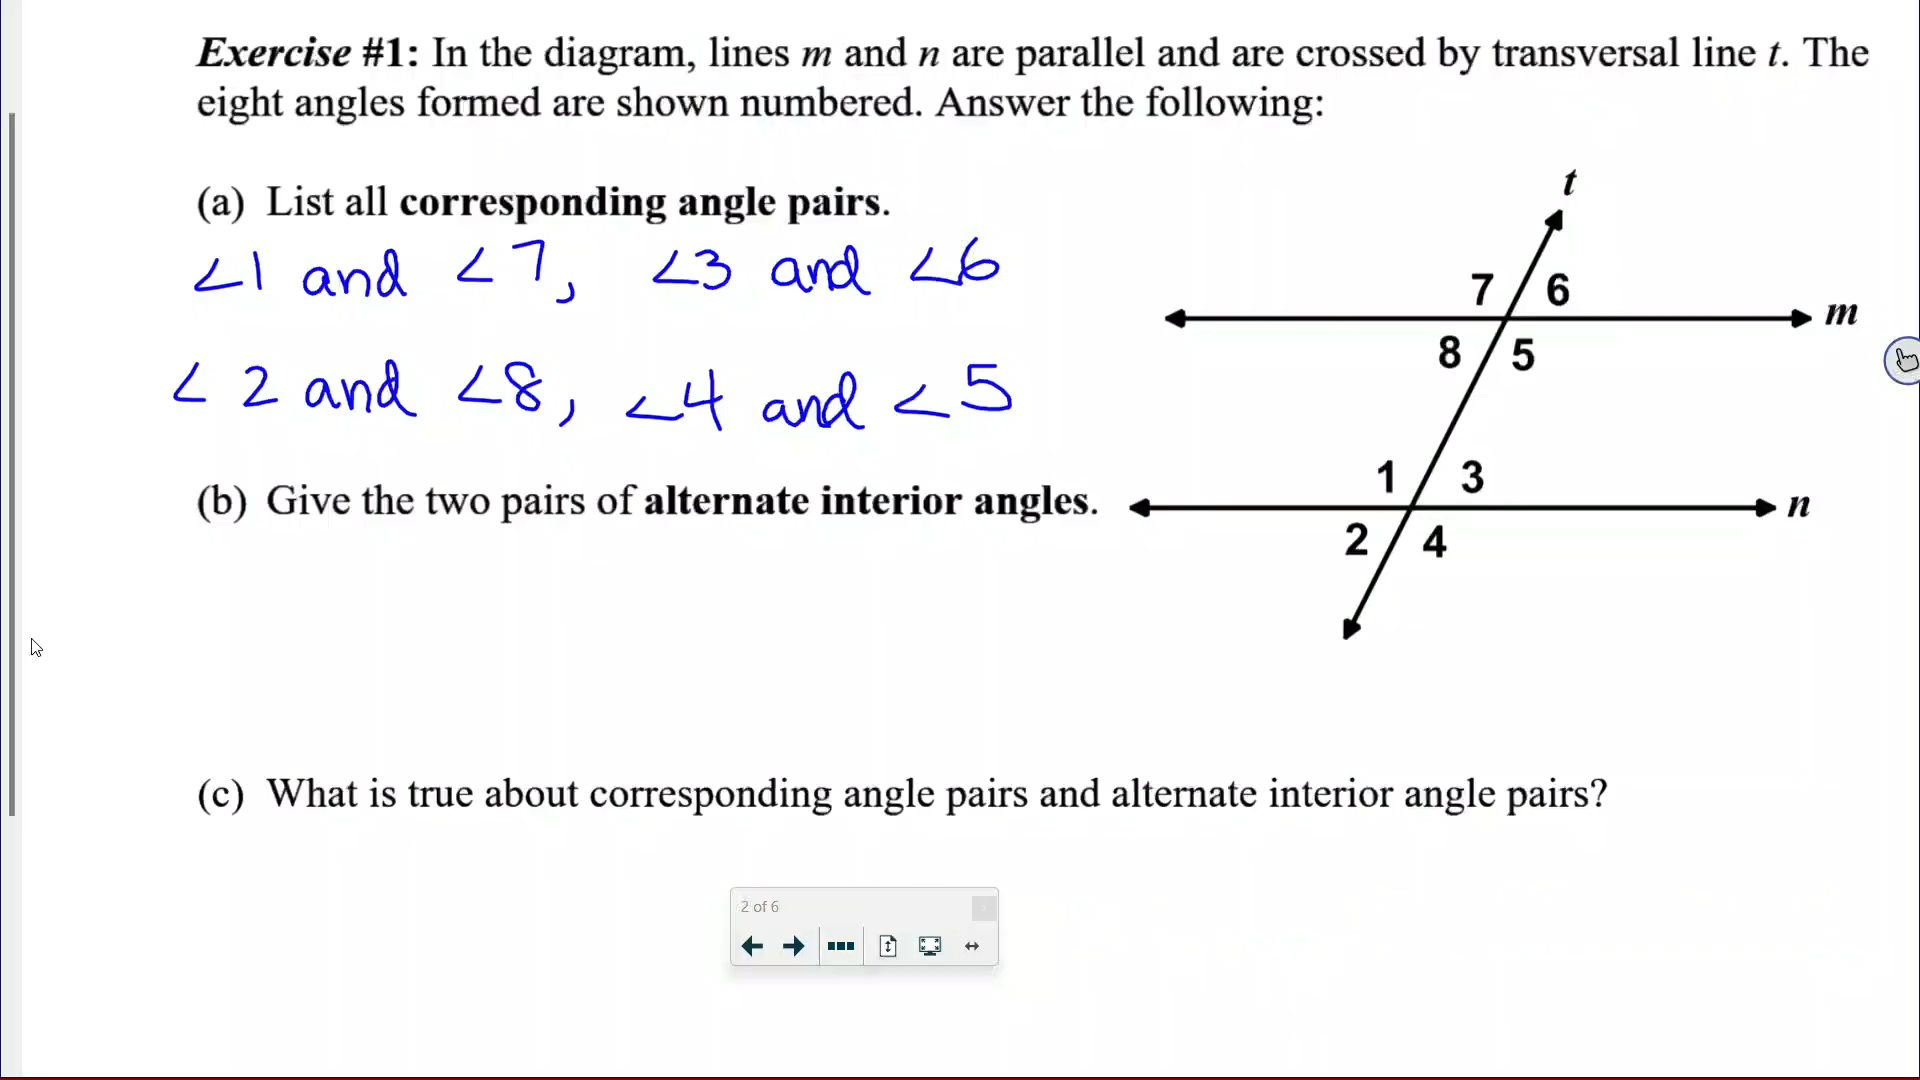 Exercise #1: In the diagram, lines m and n are parallel and are crossed by transversal line t. The
eight angles formed are shown numbered. Answer the following:
(a) List all corresponding angle pairs.
∠1 and ∠7, ∠3 and ∠6
∠2 and ∠8, ∠4 and ∠5
(b) Give the two pairs of alternate interior angles.
t
7 6
m
8 5
1 3
n
2 4
(c) What is true about corresponding angle pairs and alternate interior angle pairs?
2 of 6